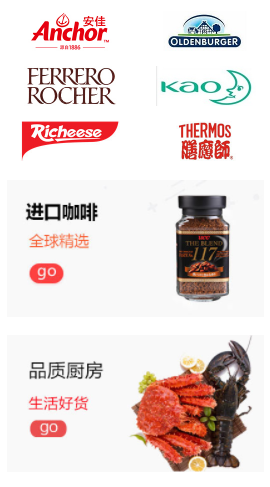 Anchor 安佳
源自1886
OLDENBURGER
FERRERO
ROCHER
Kao
Richeese
THERMOS
膳魔師
进口咖啡
全球精选
go
UCC
THE BLEND
117
品质厨房
生活好货
go